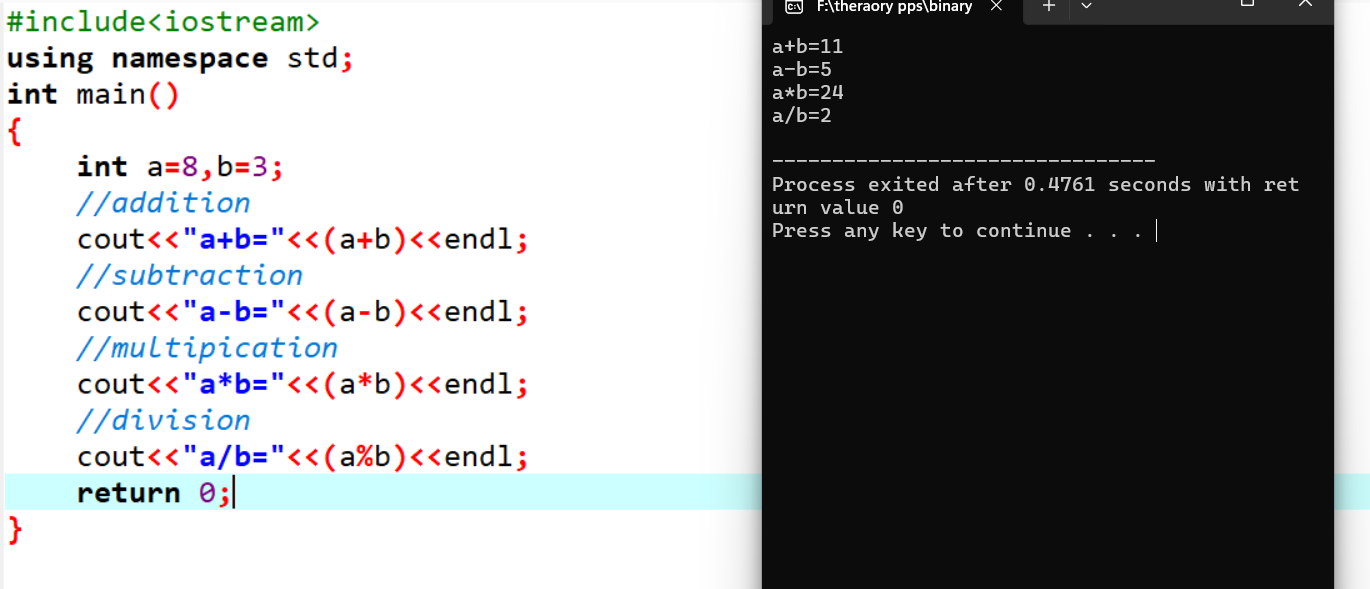 #include<iostream>
using namespace std;
int main()
{
    int a=8,b=3;
    //addition
    cout<<"a+b="<<(a+b)<<endl;
    //subtraction
    cout<<"a-b="<<(a-b)<<endl;
    //multipication
    cout<<"a*b="<<(a*b)<<endl;
    //division
    cout<<"a/b="<<(a%b)<<endl;
    return 0;
}
F:\theraory pps\binary
a+b=11
a-b=5
a*b=24
a/b=2
--------------------------------
Process exited after 0.4761 seconds with ret
urn value 0
Press any key to continue . . .